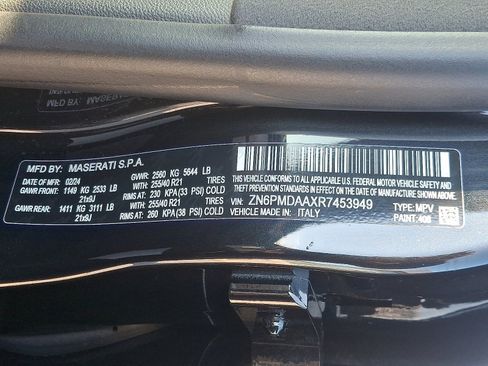 MFD BY: MASERATI S.P.A.
DATE: 02/24 GVWR: 2560 KG 5644 LB
GAWR FRONT: 1149 KG 2533 LB WITH 255/40 R21 TIRES
21x9J RIMS AT 230 KPA(33 PSI) COLD
GAWR REAR: 1411 KG 3111 LB WITH 255/40 R21 TIRES
21x9J RIMS AT 260 KPA(38 PSI) COLD
THIS VEHICLE CONFORMS TO ALL APPLICABLE U.S. FEDERAL MOTOR VEHICLE
SAFETY, BUMPER, AND THEFT PREVENTION STANDARDS IN EFFECT ON THE DATE OF
MANUFACTURE SHOWN ABOVE.
VIN: ZN6PMDAAXR7453949 TYPE: MPV
MADE IN: ITALY PAINT: 408